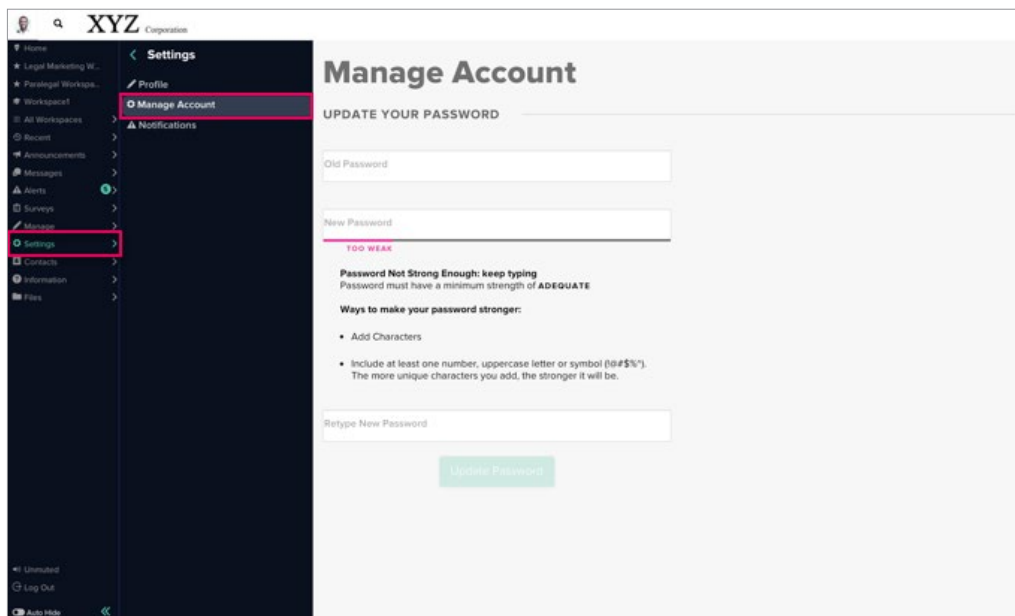 XYZ Corporation
Home
Legal Marketing W...
Paralegal Workspa...
Workspace1
All Workspaces
Recent
Announcements
Messages
Alerts 5
Surveys
Manage
Settings
Contacts
Information
Files
Unmuted
Log Out
Auto Hide
Settings
Profile
Manage Account
Notifications
Manage Account
UPDATE YOUR PASSWORD
Old Password
New Password
TOO WEAK
Password Not Strong Enough: keep typing
Password must have a minimum strength of ADEQUATE
Ways to make your password stronger:
• Add Characters
• Include at least one number, uppercase letter or symbol (!@#$%^).
The more unique characters you add, the stronger it will be.
Retype New Password
Update Password